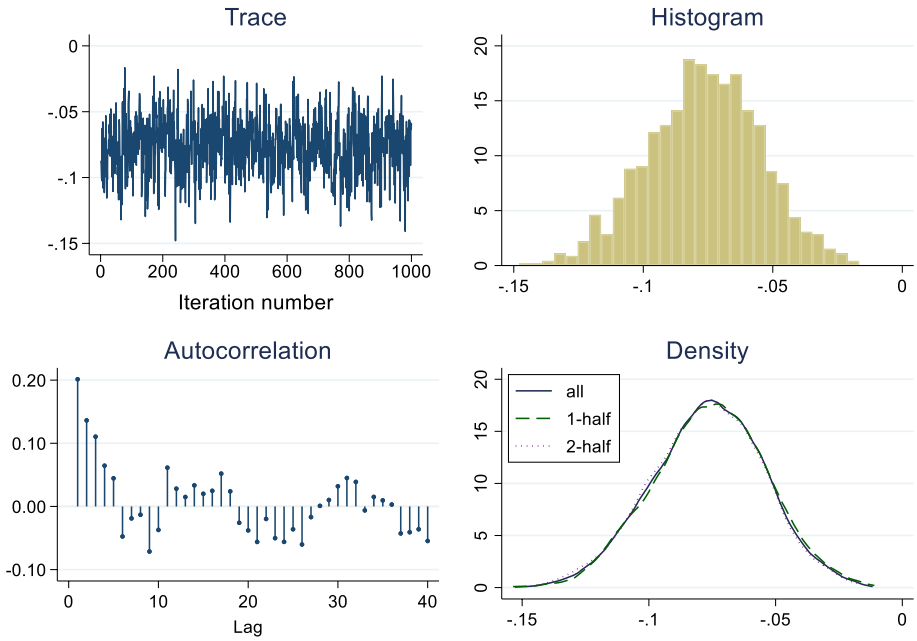 Trace
0
-.05
-.1
-.15
0 200 400 600 800 1000
Iteration number
Histogram
20
15
10
5
0
-.15 -.1 -.05 0
Autocorrelation
0.20
0.10
0.00
-0.10
0 10 20 30 40
Lag
Density
20
15
10
5
0
all
1-half
2-half
-.15 -.1 -.05 0